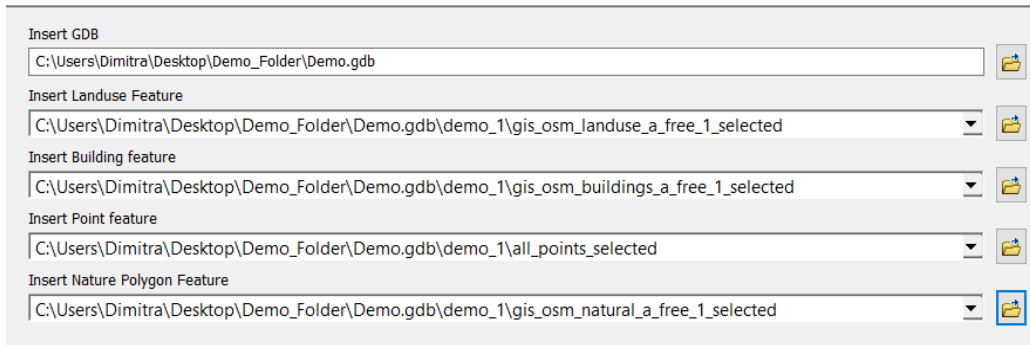 Insert GDB
C:\Users\Dimitra\Desktop\Demo_Folder\Demo.gdb
Insert Landuse Feature
C:\Users\Dimitra\Desktop\Demo_Folder\Demo.gdb\demo_1\gis_osm_landuse_a_free_1_selected
Insert Building feature
C:\Users\Dimitra\Desktop\Demo_Folder\Demo.gdb\demo_1\gis_osm_buildings_a_free_1_selected
Insert Point feature
C:\Users\Dimitra\Desktop\Demo_Folder\Demo.gdb\demo_1\all_points_selected
Insert Nature Polygon Feature
C:\Users\Dimitra\Desktop\Demo_Folder\Demo.gdb\demo_1\gis_osm_natural_a_free_1_selected